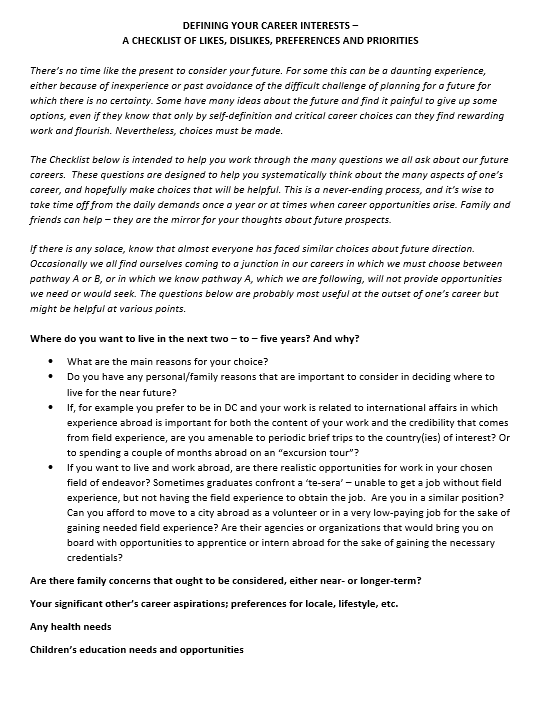 DEFINING YOUR CAREER INTERESTS –
A CHECKLIST OF LIKES, DISLIKES, PREFERENCES AND PRIORITIES
There's no time like the present to consider your future. For some this can be a daunting experience,
either because of inexperience or past avoidance of the difficult challenge of planning for a future for
which there is no certainty. Some have many ideas about the future and find it painful to give up some
options, even if they know that only by self-definition and critical career choices can they find rewarding
work and flourish. Nevertheless, choices must be made.
The Checklist below is intended to help you work through the many questions we all ask about our future
careers. These questions are designed to help you systematically think about the many aspects of one's
career, and hopefully make choices that will be helpful. This is a never-ending process, and it's wise to
take time off from the daily demands once a year or at times when career opportunities arise. Family and
friends can help – they are the mirror for your thoughts about future prospects.
If there is any solace, know that almost everyone has faced similar choices about future direction.
Occasionally we all find ourselves coming to a junction in our careers in which we must choose between
pathway A or B, or in which we know pathway A, which we are following, will not provide opportunities
we need or would seek. The questions below are probably most useful at the outset of one's career but
might be helpful at various points.
Where do you want to live in the next two – to – five years? And why?
• What are the main reasons for your choice?
• Do you have any personal/family reasons that are important to consider in deciding where to
live for the near future?
• If, for example you prefer to be in DC and your work is related to international affairs in which
experience abroad is important for both the content of your work and the credibility that comes
from field experience, are you amenable to periodic brief trips to the country(ies) of interest? Or
to spending a couple of months abroad on an "excursion tour"?
• If you want to live and work abroad, are there realistic opportunities for work in your chosen
field of endeavor? Sometimes graduates confront a 'te-sera' – unable to get a job without field
experience, but not having the field experience to obtain the job. Are you in a similar position?
Can you afford to move to a city abroad as a volunteer or in a very low-paying job for the sake of
gaining needed field experience? Are their agencies or organizations that would bring you on
board with opportunities to apprentice or intern abroad for the sake of gaining the necessary
credentials?
Are there family concerns that ought to be considered, either near- or longer-term?
Your significant other's career aspirations; preferences for locale, lifestyle, etc.
Any health needs
Children's education needs and opportunities